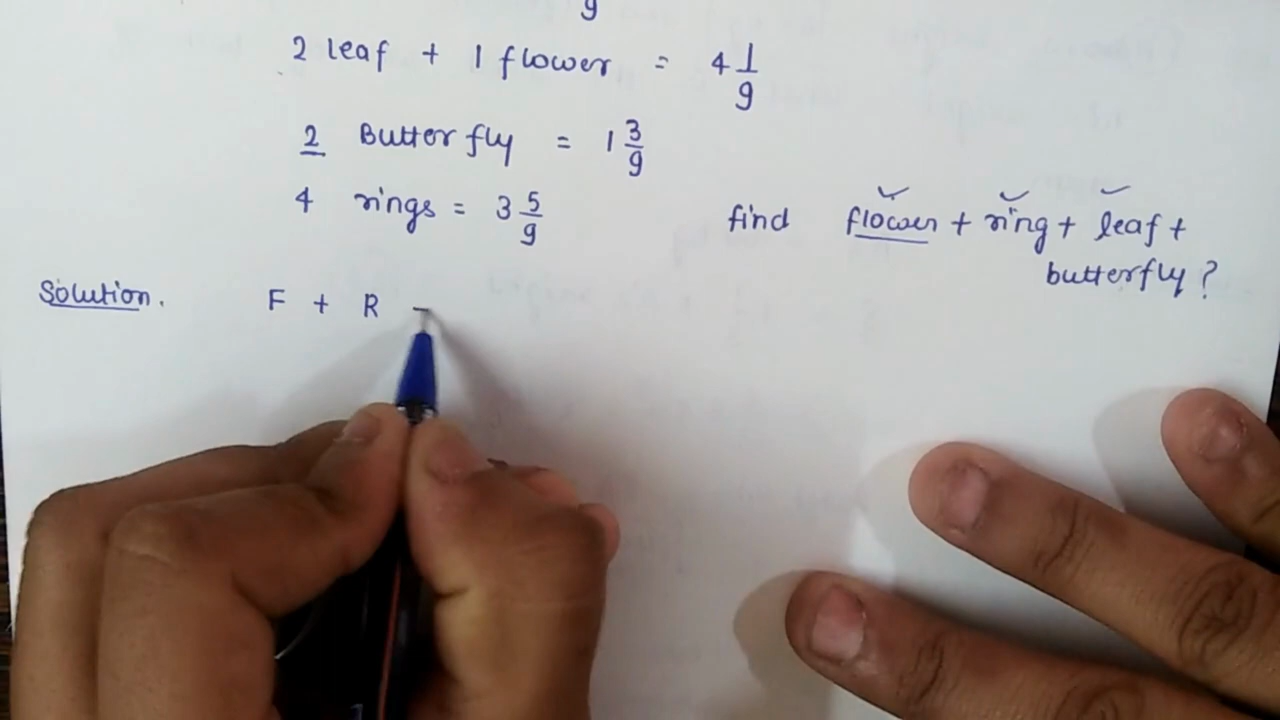 9
2 leaf + 1 flower = 4 1/9
2 Butterfly = 1 3/9
4 rings = 3 5/9
find flower + ring + leaf +
butterfly ?
Solution. F + R